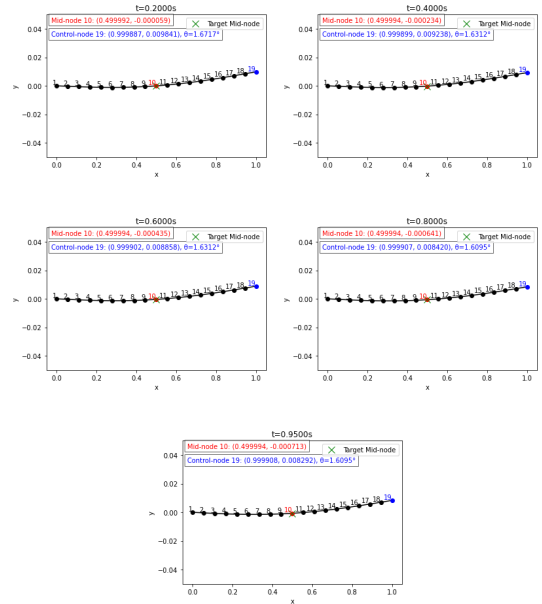 t=0.2000s
Mid-node 10: (0.499992, -0.000059)
Target Mid-node
Control-node 19: (0.999887, 0.009841), θ=1.6717°
0.04
0.02
0.00
−0.02
−0.04
y
1 2 3 4 5 6 7 8 9 10 11 12 13 14 15 16 17 18 19
0.0 0.2 0.4 0.6 0.8 1.0
x
t=0.4000s
Mid-node 10: (0.499994, -0.000234)
Target Mid-node
Control-node 19: (0.999899, 0.009238), θ=1.6312°
0.04
0.02
0.00
−0.02
−0.04
y
1 2 3 4 5 6 7 8 9 10 11 12 13 14 15 16 17 18 19
0.0 0.2 0.4 0.6 0.8 1.0
x
t=0.6000s
Mid-node 10: (0.499994, -0.000435)
Target Mid-node
Control-node 19: (0.999902, 0.008858), θ=1.6312°
0.04
0.02
0.00
−0.02
−0.04
y
1 2 3 4 5 6 7 8 9 10 11 12 13 14 15 16 17 18 19
0.0 0.2 0.4 0.6 0.8 1.0
x
t=0.8000s
Mid-node 10: (0.499994, -0.000641)
Target Mid-node
Control-node 19: (0.999907, 0.008420), θ=1.6095°
0.04
0.02
0.00
−0.02
−0.04
y
1 2 3 4 5 6 7 8 9 10 11 12 13 14 15 16 17 18 19
0.0 0.2 0.4 0.6 0.8 1.0
x
t=0.9500s
Mid-node 10: (0.499994, -0.000713)
Target Mid-node
Control-node 19: (0.999908, 0.008292), θ=1.6095°
0.04
0.02
0.00
−0.02
−0.04
y
1 2 3 4 5 6 7 8 9 10 11 12 13 14 15 16 17 18 19
0.0 0.2 0.4 0.6 0.8 1.0
x